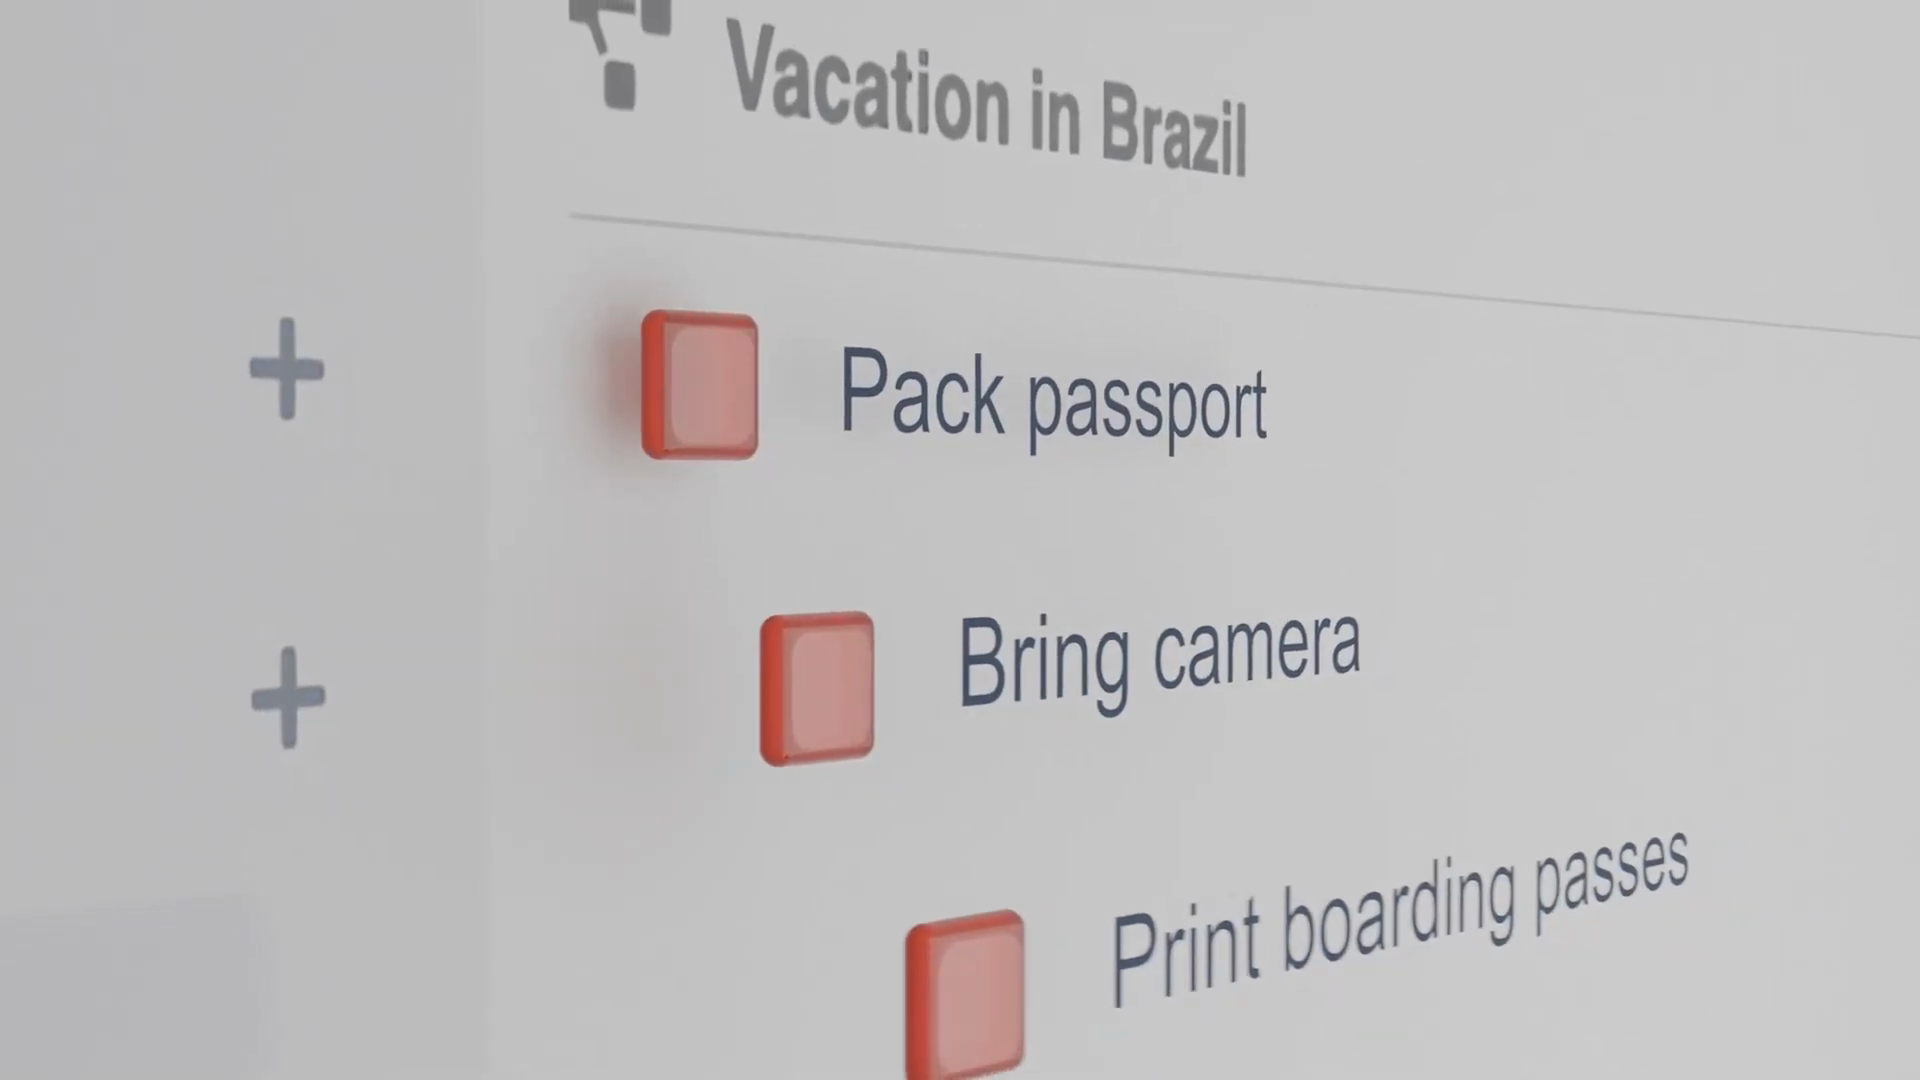 Vacation in Brazil
Pack passport
Bring camera
Print boarding passes